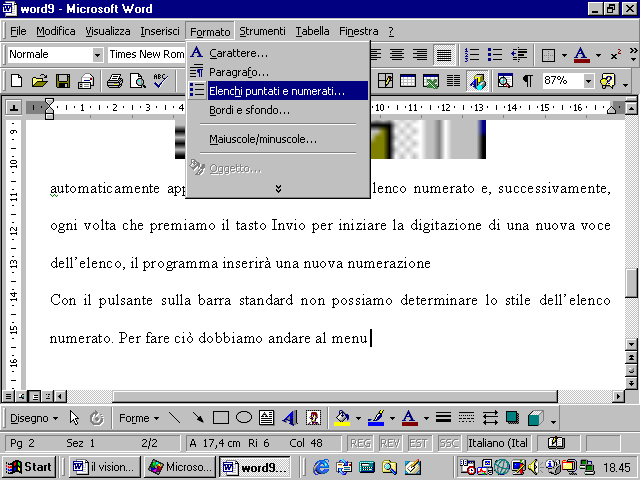 word9 - Microsoft Word
File Modifica Visualizza Inserisci Formato Strumenti Tabella Finestra ?
Normale Times New Rom
87%
Carattere...
Paragrafo...
Elenchi puntati e numerati...
Bordi e sfondo...
Maiuscole/minuscole...
Oggetto...
automaticamente app lenco numerato e, successivamente,
ogni volta che premiamo il tasto Invio per iniziare la digitazione di una nuova voce
dell'elenco, il programma inserirà una nuova numerazione
Con il pulsante sulla barra standard non possiamo determinare lo stile dell'elenco
numerato. Per fare ciò dobbiamo andare al menu
Disegno Forme
Pg 2 Sez 1 2/2 A 17,4 cm Ri 6 Col 48 REG REV EST SSC Italiano (Ital
Start il vision... Microso... word9... 18.45